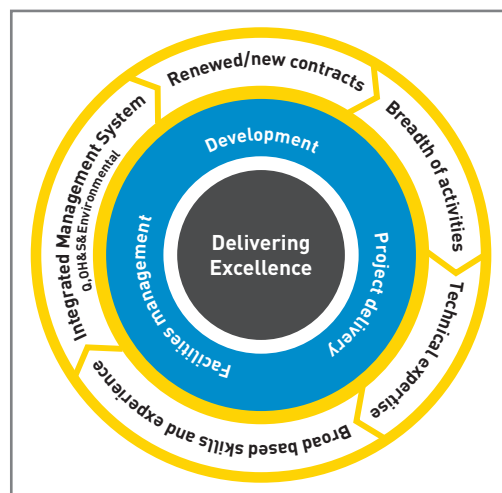 Renewed/new contracts
Breadth of activities
Technical expertise
Broad based skills and experience
Integrated Management System
Q,OH&S&Environmental
Development
Project delivery
Facilities management
Delivering
Excellence